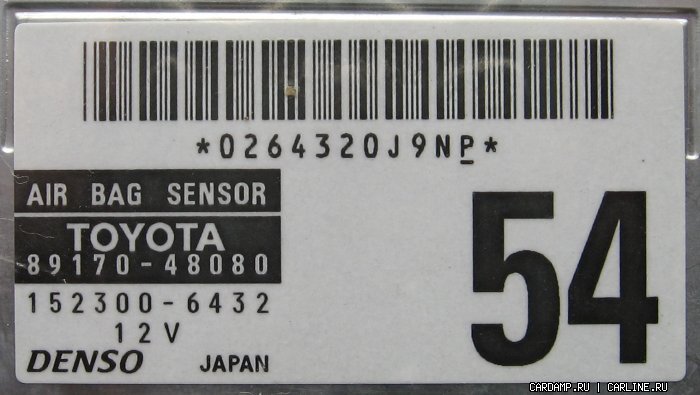 *0264320J9NP*
AIR BAG SENSOR
TOYOTA
89170-48080
152300-6432
12V
DENSO JAPAN
54
CARDAMP.RU | CARLINE.RU